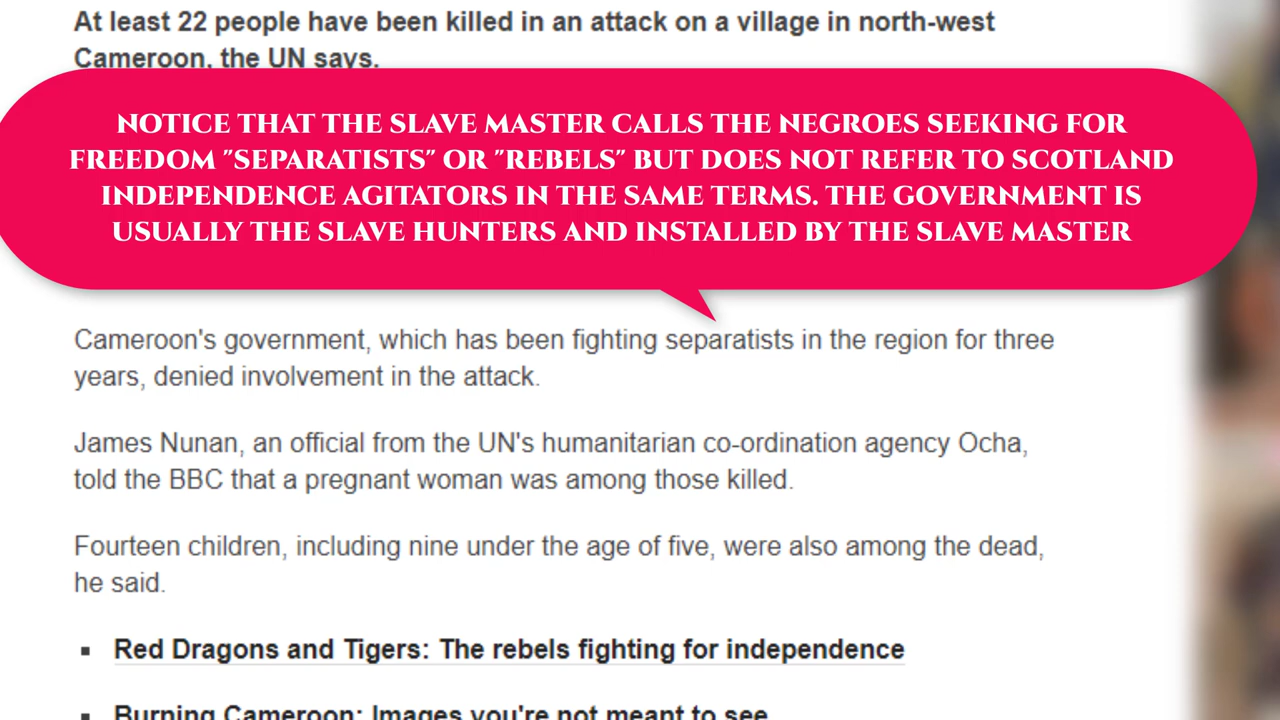 At least 22 people have been killed in an attack on a village in north-west
Cameroon, the UN says.
NOTICE THAT THE SLAVE MASTER CALLS THE NEGROES SEEKING FOR
FREEDOM "SEPARATISTS" OR "REBELS" BUT DOES NOT REFER TO SCOTLAND
INDEPENDENCE AGITATORS IN THE SAME TERMS. THE GOVERNMENT IS
USUALLY THE SLAVE HUNTERS AND INSTALLED BY THE SLAVE MASTER
Cameroon's government, which has been fighting separatists in the region for three
years, denied involvement in the attack.
James Nunan, an official from the UN's humanitarian co-ordination agency Ocha,
told the BBC that a pregnant woman was among those killed.
Fourteen children, including nine under the age of five, were also among the dead,
he said.
▪ Red Dragons and Tigers: The rebels fighting for independence
▪ Burning Cameroon: Images you're not meant to see